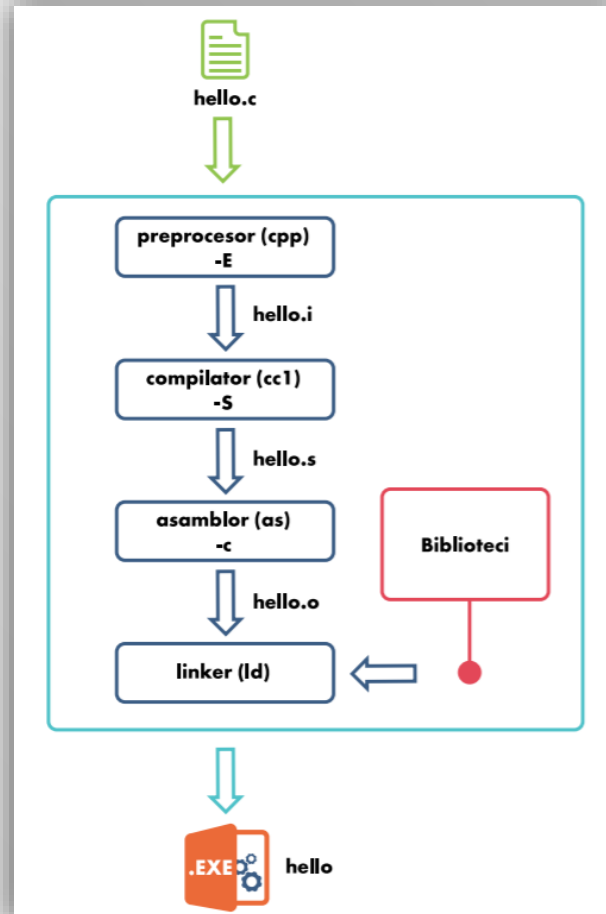 hello.c
preprocesor (cpp)
-E
hello.i
compilator (cc1)
-S
hello.s
asamblor (as)
-c
Biblioteci
hello.o
linker (ld)
.EXE
hello